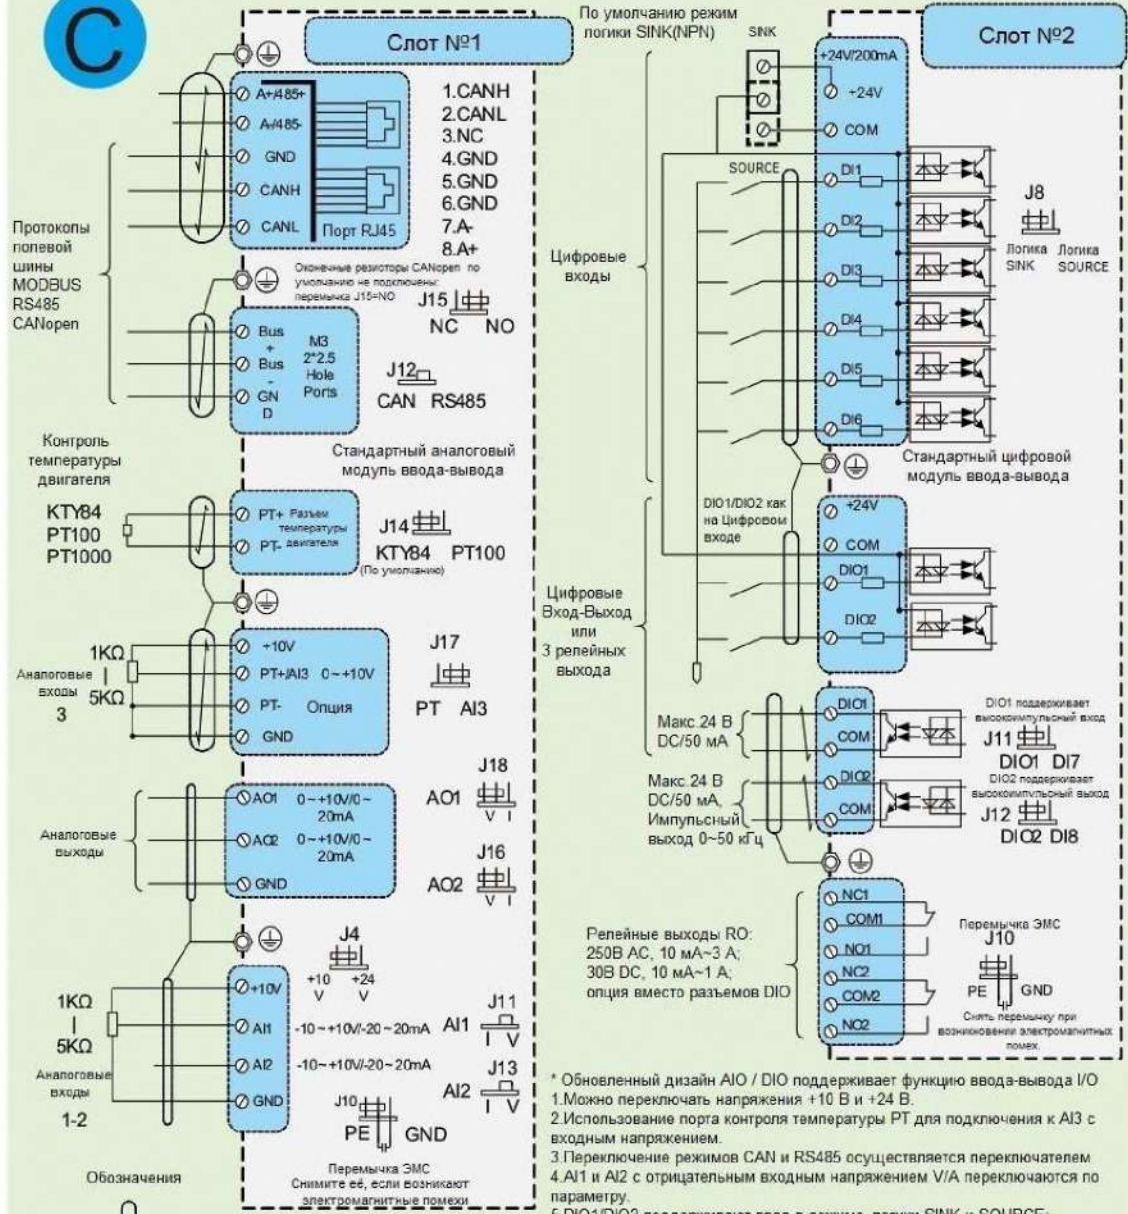 C
Слот №1
A+/485+
A-/485-
GND
CANH
CANL
Порт RJ45
1.CANH
2.CANL
3.NC
4.GND
5.GND
6.GND
7.A-
8.A+
Протоколы
полевой
шины
MODBUS
RS485
CANopen
Оконечные резисторы CANopen по
умолчанию не подключены:
перемычка J15=NO
J15
NC NO
Bus
+
Bus
-
GN
D
M3
2*2.5
Hole
Ports
J12
CAN RS485
Стандартный аналоговый
модуль ввода-вывода
Контроль
температуры
двигателя
KTY84
PT100
PT1000
PT+ Разъем
температуры
PT- двигателя
J14
KTY84 PT100
(По умолчанию)
1KΩ
|
5KΩ
Аналоговые
входы
3
+10V
PT+/AI3 0~+10V
PT- Опция
GND
J17
PT AI3
Аналоговые
выходы
AO1 0~+10V/0~
20mA
AO2 0~+10V/0~
20mA
GND
J18
AO1
V I
J16
AO2
V I
J4
+10 +24
V V
1KΩ
|
5KΩ
Аналоговые
входы
1-2
+10V
AI1 -10~+10V/-20~20mA
AI2 -10~+10V/-20~20mA
GND
J11
AI1
I V
J13
AI2
I V
J10
PE GND
Перемычка ЭМС
Снимите её, если возникают
электромагнитные помехи
Обозначения
По умолчанию режим
логики SINK(NPN)
SINK
SOURCE
Слот №2
+24V/200mA
+24V
COM
DI1
DI2
DI3
DI4
DI5
DI6
Цифровые
входы
J8
Логика Логика
SINK SOURCE
Стандартный цифровой
модуль ввода-вывода
DIO1/DIO2 как
на Цифровом
входе
+24V
COM
DIO1
DIO2
Цифровые
Вход-Выход
или
3 релейных
выхода
Макс.24 В
DC/50 мА
Макс.24 В
DC/50 мА,
Импульсный
выход 0~50 кГц
DIO1
COM
DIO2
COM
DIO1 поддерживает
высокоимпульсный вход
J11
DIO1 DI7
DIO2 поддерживает
высокоимпульсный выход
J12
DIO2 DI8
Релейные выходы RO:
250В AC, 10 мА~3 А;
30В DC, 10 мА~1 А;
опция вместо разъемов DIO
NC1
COM1
NO1
NC2
COM2
NO2
Перемычка ЭМС
J10
PE GND
Снять перемычку при
возникновении электромагнитных
помех.
* Обновленный дизайн AIO / DIO поддерживает функцию ввода-вывода I/O
1.Можно переключать напряжения +10 В и +24 В.
2.Использование порта контроля температуры PT для подключения к AI3 с
входным напряжением.
3.Переключение режимов CAN и RS485 осуществляется переключателем
4.AI1 и AI2 с отрицательным входным напряжением V/A переключаются по
параметру.
5.DIO1/DIO2 поддерживают ввод в режиме логики SINK и SOURCE;